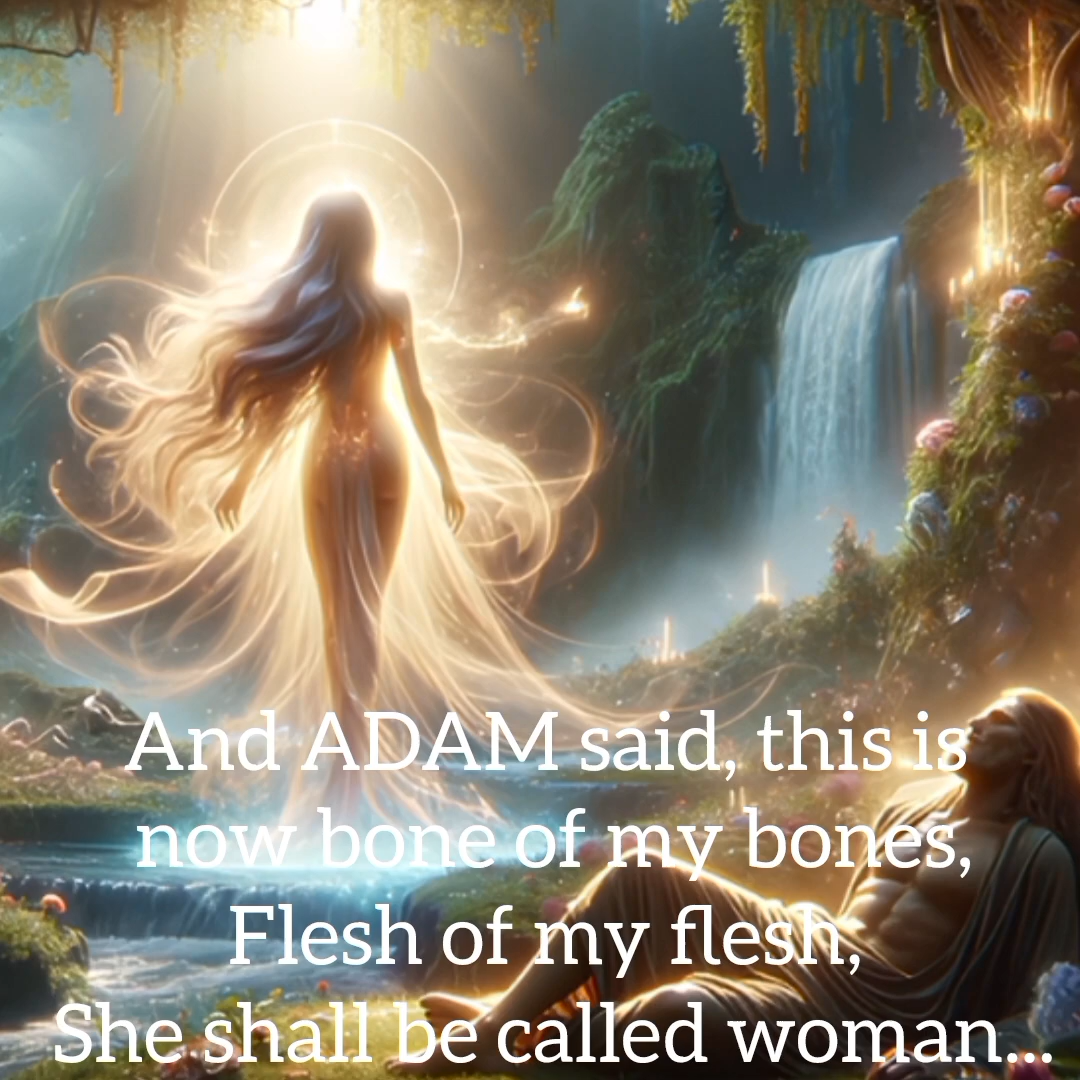 And ADAM said, this is
now bone of my bones,
Flesh of my flesh,
She shall be called woman...